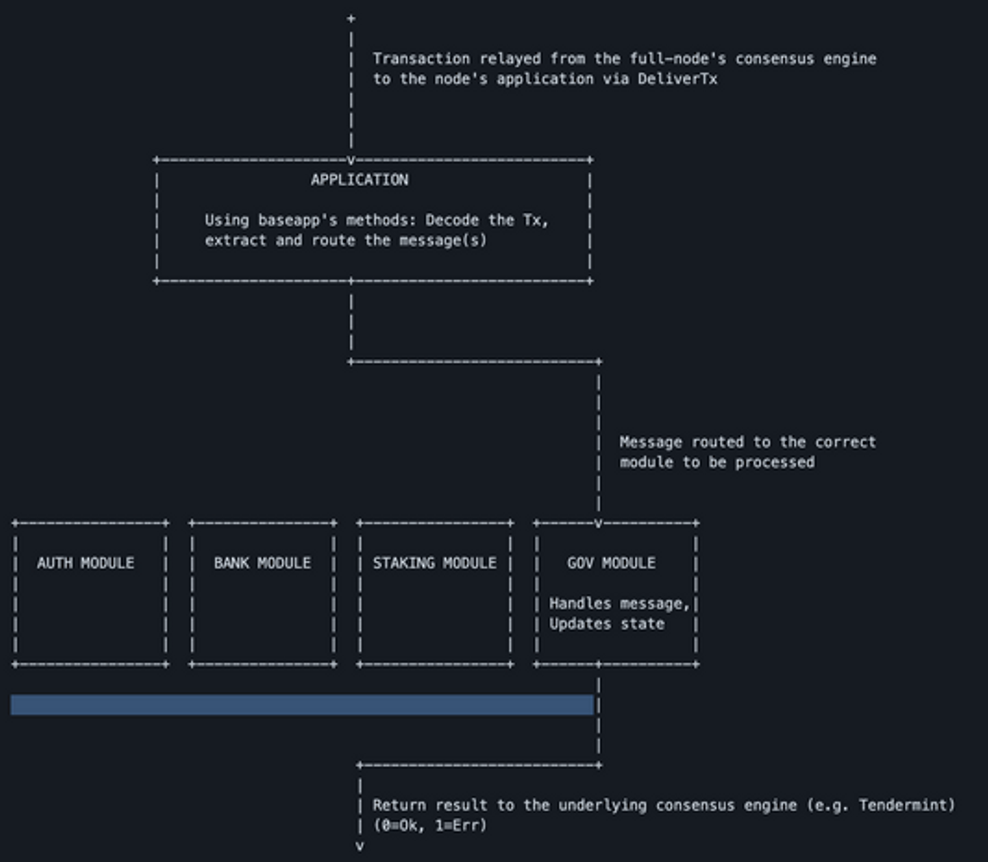 Transaction relayed from the full-node's consensus engine
to the node's application via DeliverTx
APPLICATION
Using baseapp's methods: Decode the Tx,
extract and route the message(s)
Message routed to the correct
module to be processed
AUTH MODULE
BANK MODULE
STAKING MODULE
GOV MODULE
Handles message,
Updates state
Return result to the underlying consensus engine (e.g. Tendermint)
(0=Ok, 1=Err)